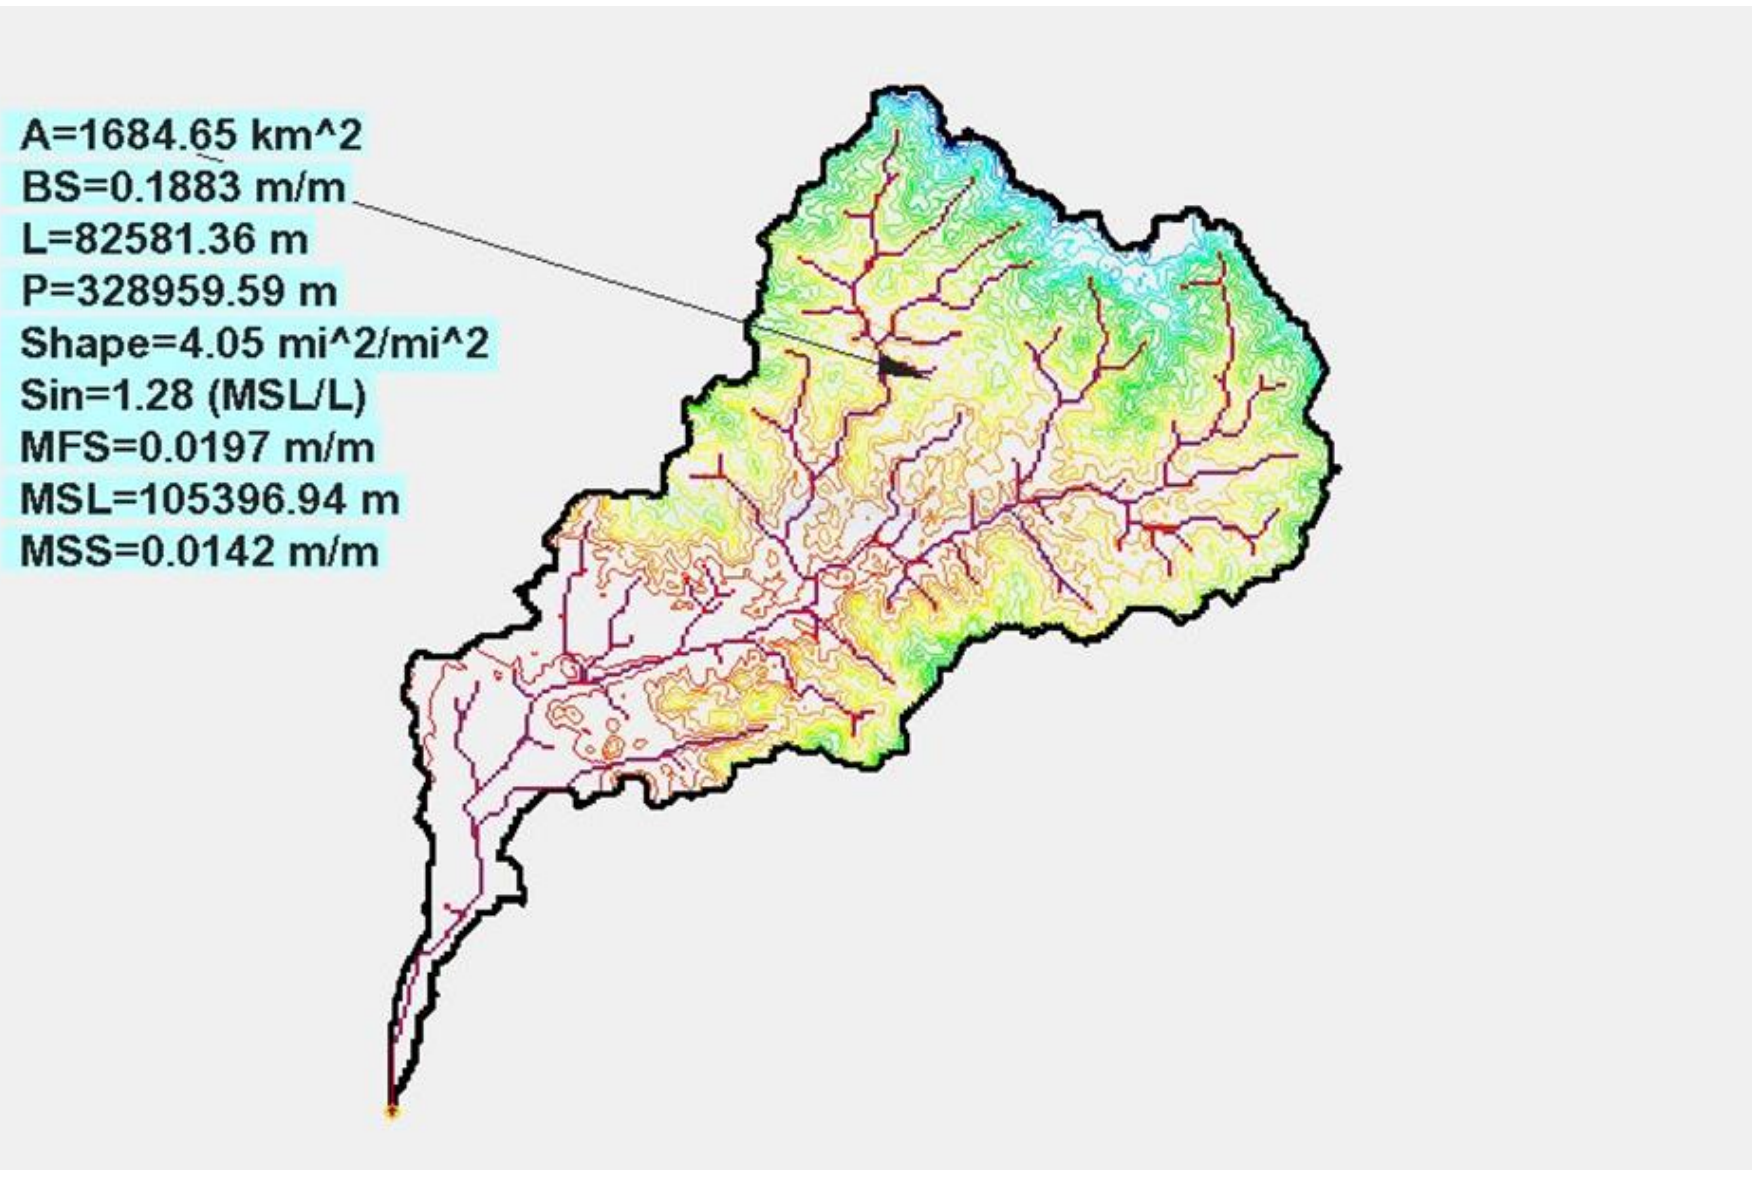 A=1684.65 km^2
BS=0.1883 m/m
L=82581.36 m
P=328959.59 m
Shape=4.05 mi^2/mi^2
Sin=1.28 (MSL/L)
MFS=0.0197 m/m
MSL=105396.94 m
MSS=0.0142 m/m